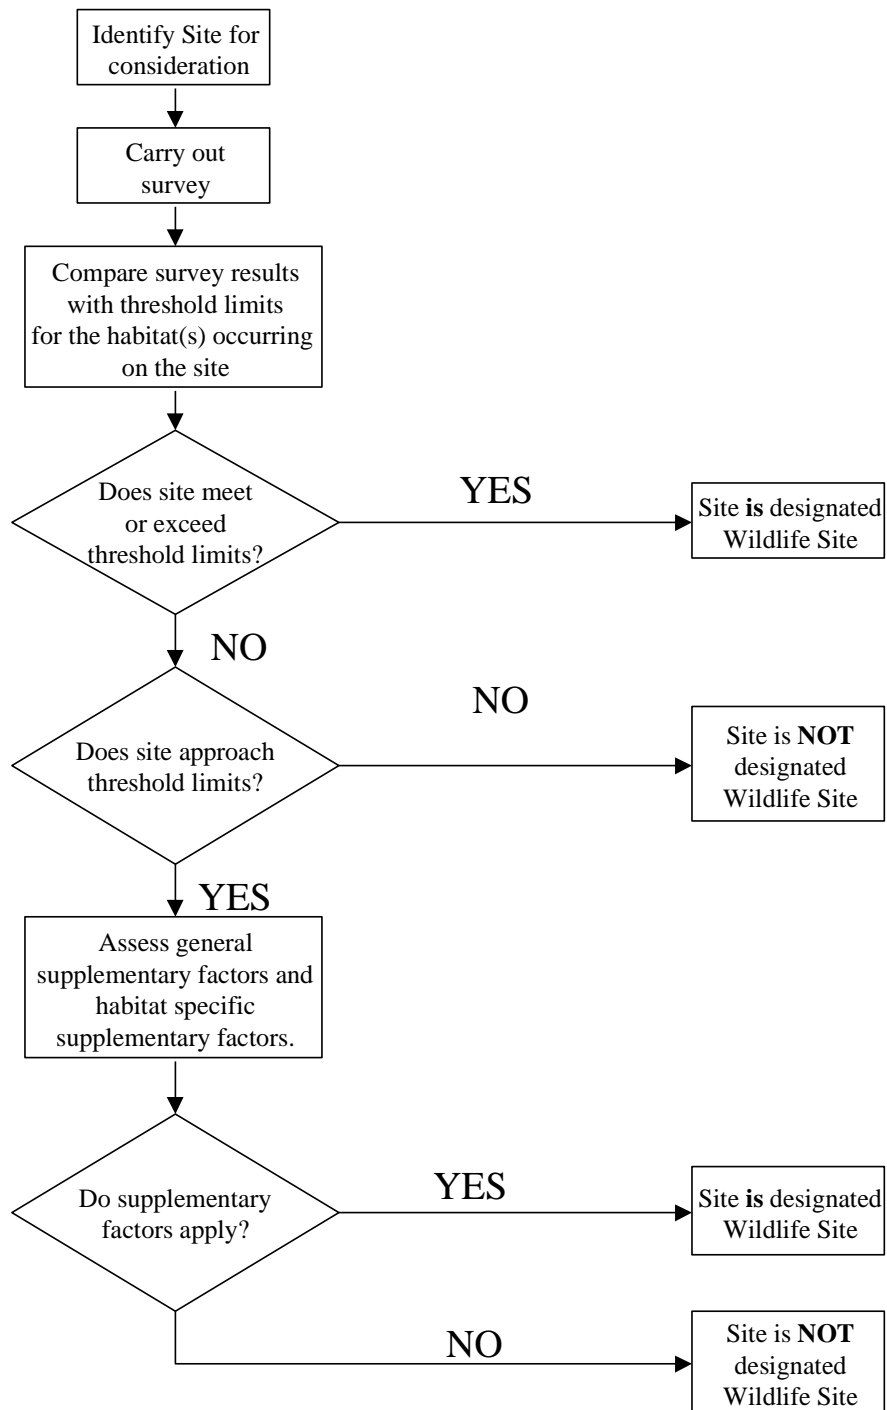 Identify Site for
consideration
Carry out
survey
Compare survey results
with threshold limits
for the habitat(s) occurring
on the site
Does site meet
or exceed
threshold limits?
YES
Site is designated
Wildlife Site
NO
Does site approach
threshold limits?
NO
Site is NOT
designated
Wildlife Site
YES
Assess general
supplementary factors and
habitat specific
supplementary factors.
Do supplementary
factors apply?
YES
Site is designated
Wildlife Site
NO
Site is NOT
designated
Wildlife Site